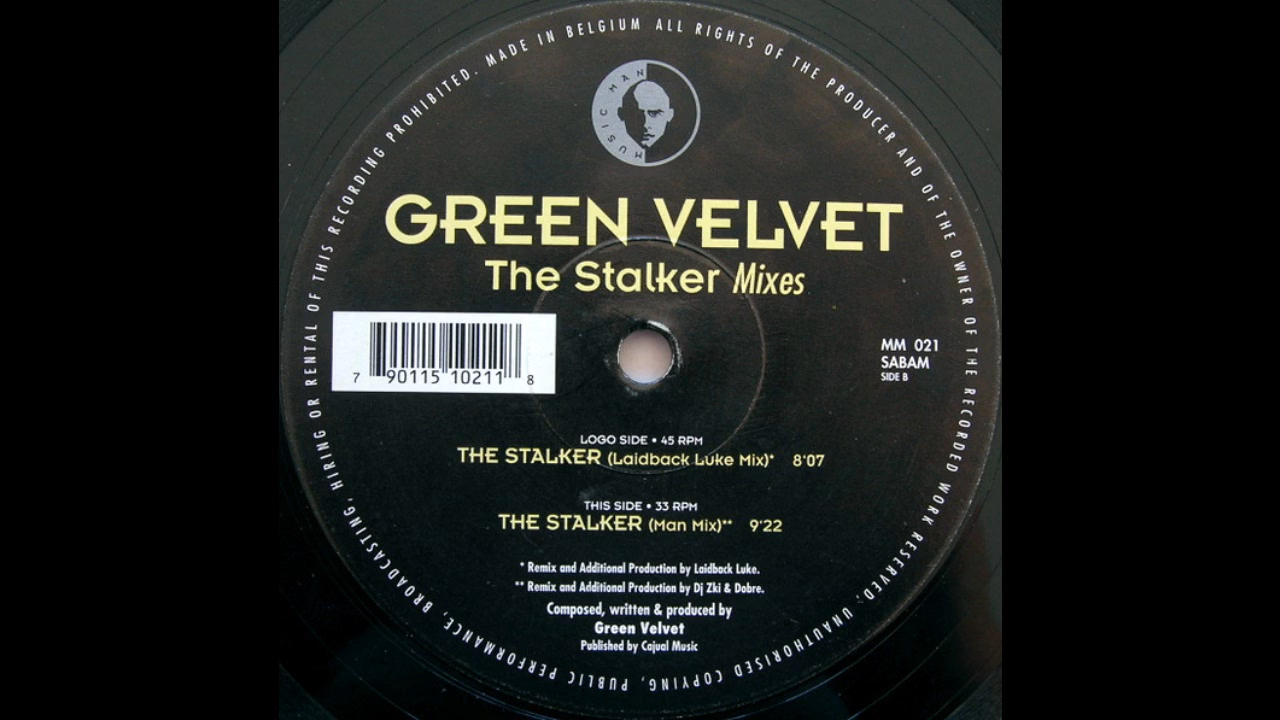 MADE IN BELGIUM ALL RIGHTS OF THE PRODUCER AND OF THE OWNER OF THE RECORDED WORK RESERVED, UNAUTHORISED COPYING, PUBLIC PERFORMANCE, BROADCASTING, HIRING OR RENTAL OF THIS RECORDING PROHIBITED.
MUSIC MAN
GREEN VELVET
The Stalker Mixes
7 90115 10211 8
MM 021
SABAM
SIDE B
LOGO SIDE • 45 RPM
THE STALKER (Laidback Luke Mix)* 8'07
THIS SIDE • 33 RPM
THE STALKER (Man Mix)** 9'22
* Remix and Additional Production by Laidback Luke.
** Remix and Additional Production by Dj Zki & Dobre.
Composed, written & produced by
Green Velvet
Published by Cajual Music